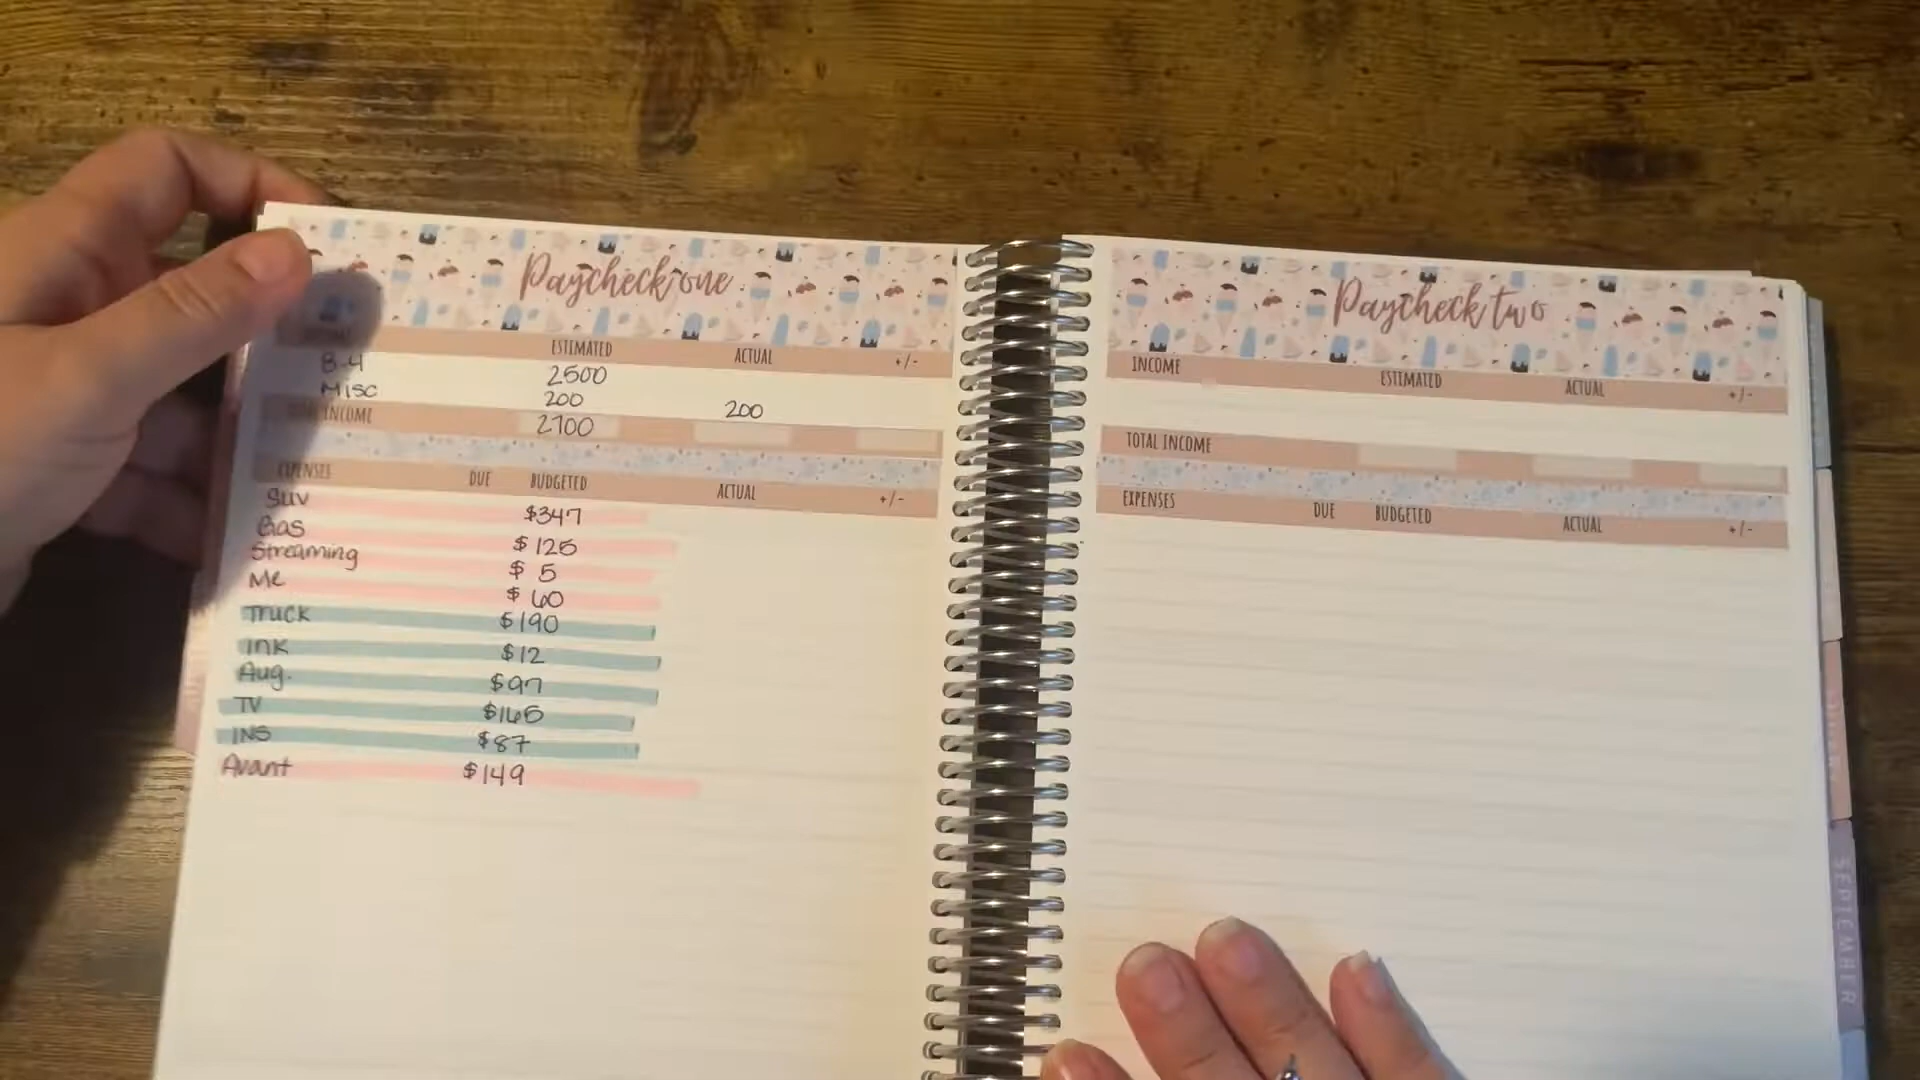 Paycheck one
ESTIMATED ACTUAL +/-
8-4 2500
Misc 200 200
TOTAL INCOME 2700
EXPENSES DUE BUDGETED ACTUAL +/-
Suv $347
Gas $125
Streaming $5
Me $60
Truck $190
Ink $12
Aug. $97
TV $165
INS $87
Avant $149
Paycheck two
INCOME ESTIMATED ACTUAL +/-
TOTAL INCOME
EXPENSES DUE BUDGETED ACTUAL +/-
SEPTEMBER